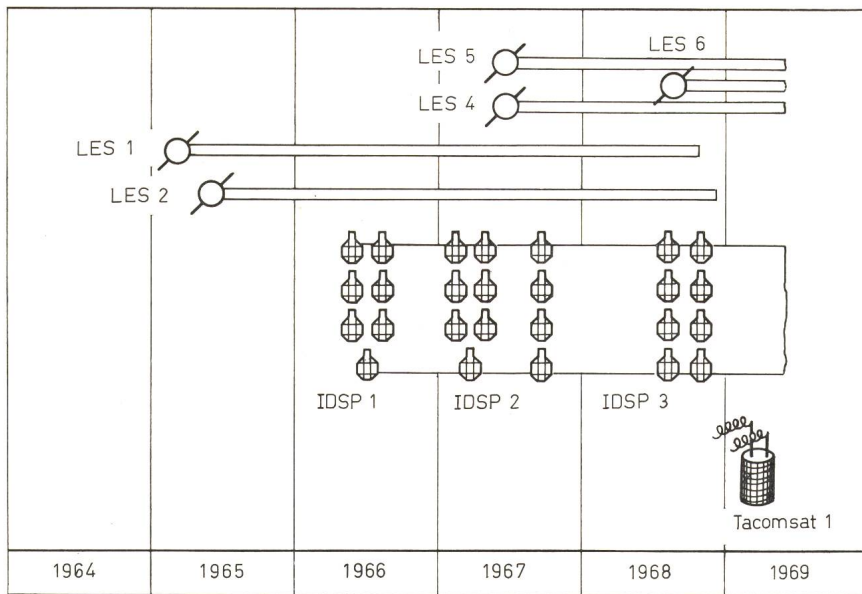 LES 5
LES 6
LES 4
LES 1
LES 2
IDSP 1
IDSP 2
IDSP 3
Tacomsat 1
1964 1965 1966 1967 1968 1969